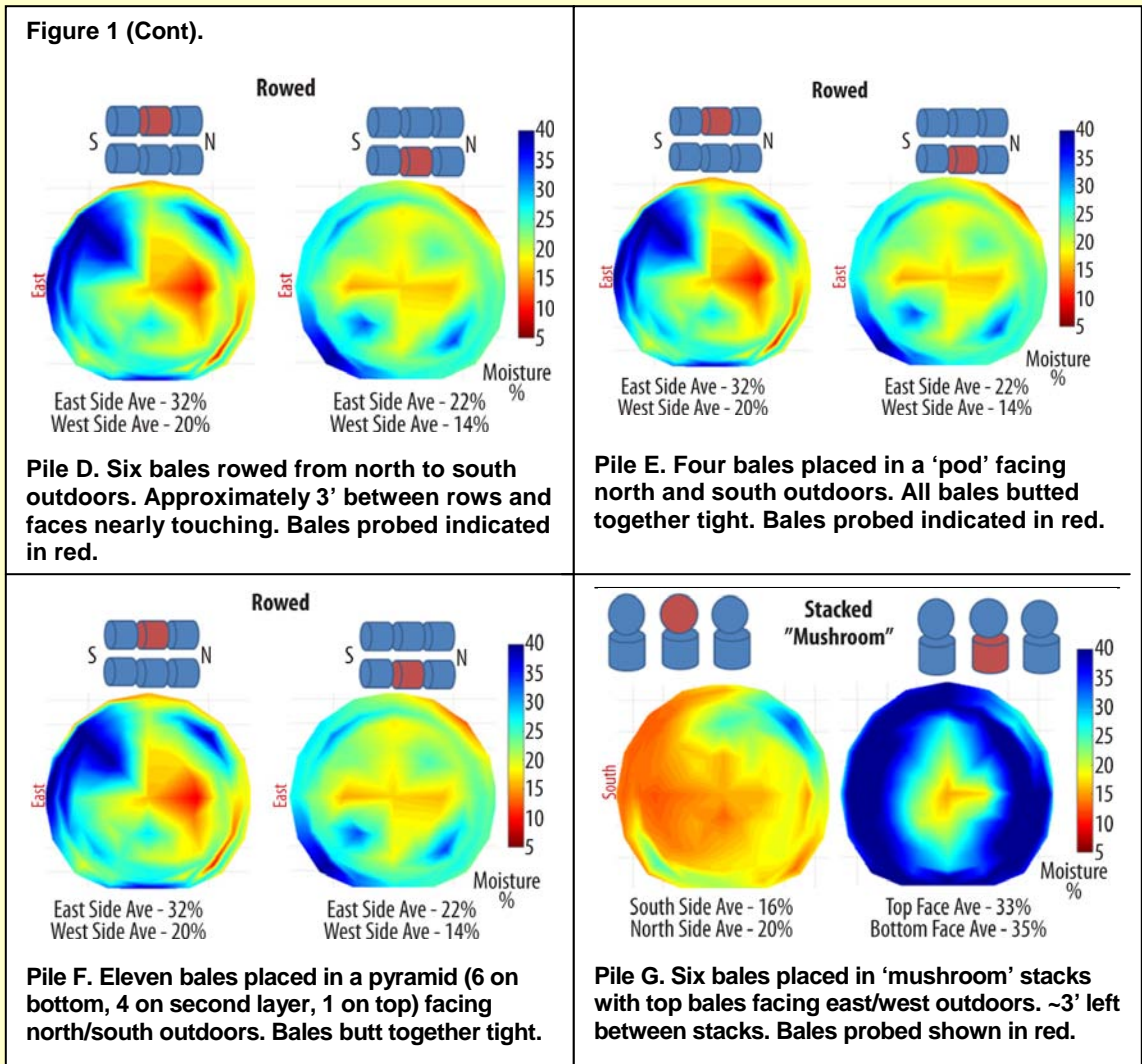 Figure 1 (Cont).
Rowed
S N S N
40
35
30
25
20
15
10
5
East East
Moisture
%
East Side Ave - 32% East Side Ave - 22%
West Side Ave - 20% West Side Ave - 14%
Pile D. Six bales rowed from north to south
outdoors. Approximately 3' between rows and
faces nearly touching. Bales probed indicated
in red.
Rowed
S N S N
40
35
30
25
20
15
10
5
East East
Moisture
%
East Side Ave - 32% East Side Ave - 22%
West Side Ave - 20% West Side Ave - 14%
Pile E. Four bales placed in a ‘pod’ facing
north and south outdoors. All bales butted
together tight. Bales probed indicated in red.
Rowed
S N S N
40
35
30
25
20
15
10
5
East East
Moisture
%
East Side Ave - 32% East Side Ave - 22%
West Side Ave - 20% West Side Ave - 14%
Pile F. Eleven bales placed in a pyramid (6 on
bottom, 4 on second layer, 1 on top) facing
north/south outdoors. Bales butt together tight.
Stacked
"Mushroom"
40
35
30
25
20
15
10
5
South
Moisture
%
South Side Ave - 16% Top Face Ave - 33%
North Side Ave - 20% Bottom Face Ave - 35%
Pile G. Six bales placed in ‘mushroom’ stacks
with top bales facing east/west outdoors. ~3' left
between stacks. Bales probed shown in red.